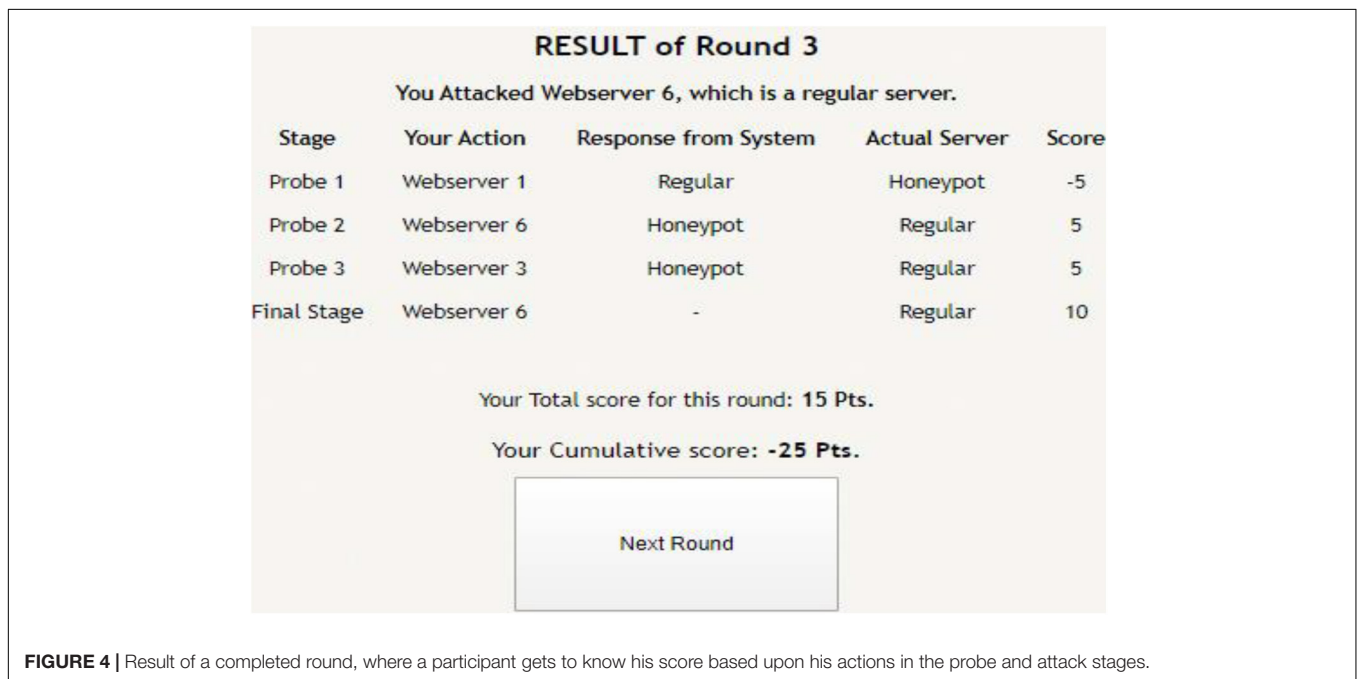 RESULT of Round 3
You Attacked Webserver 6, which is a regular server.
Stage Your Action Response from System Actual Server Score
Probe 1 Webserver 1 Regular Honeypot -5
Probe 2 Webserver 6 Honeypot Regular 5
Probe 3 Webserver 3 Honeypot Regular 5
Final Stage Webserver 6 - Regular 10
Your Total score for this round: 15 Pts.
Your Cumulative score: -25 Pts.
Next Round
FIGURE 4 | Result of a completed round, where a participant gets to know his score based upon his actions in the probe and attack stages.